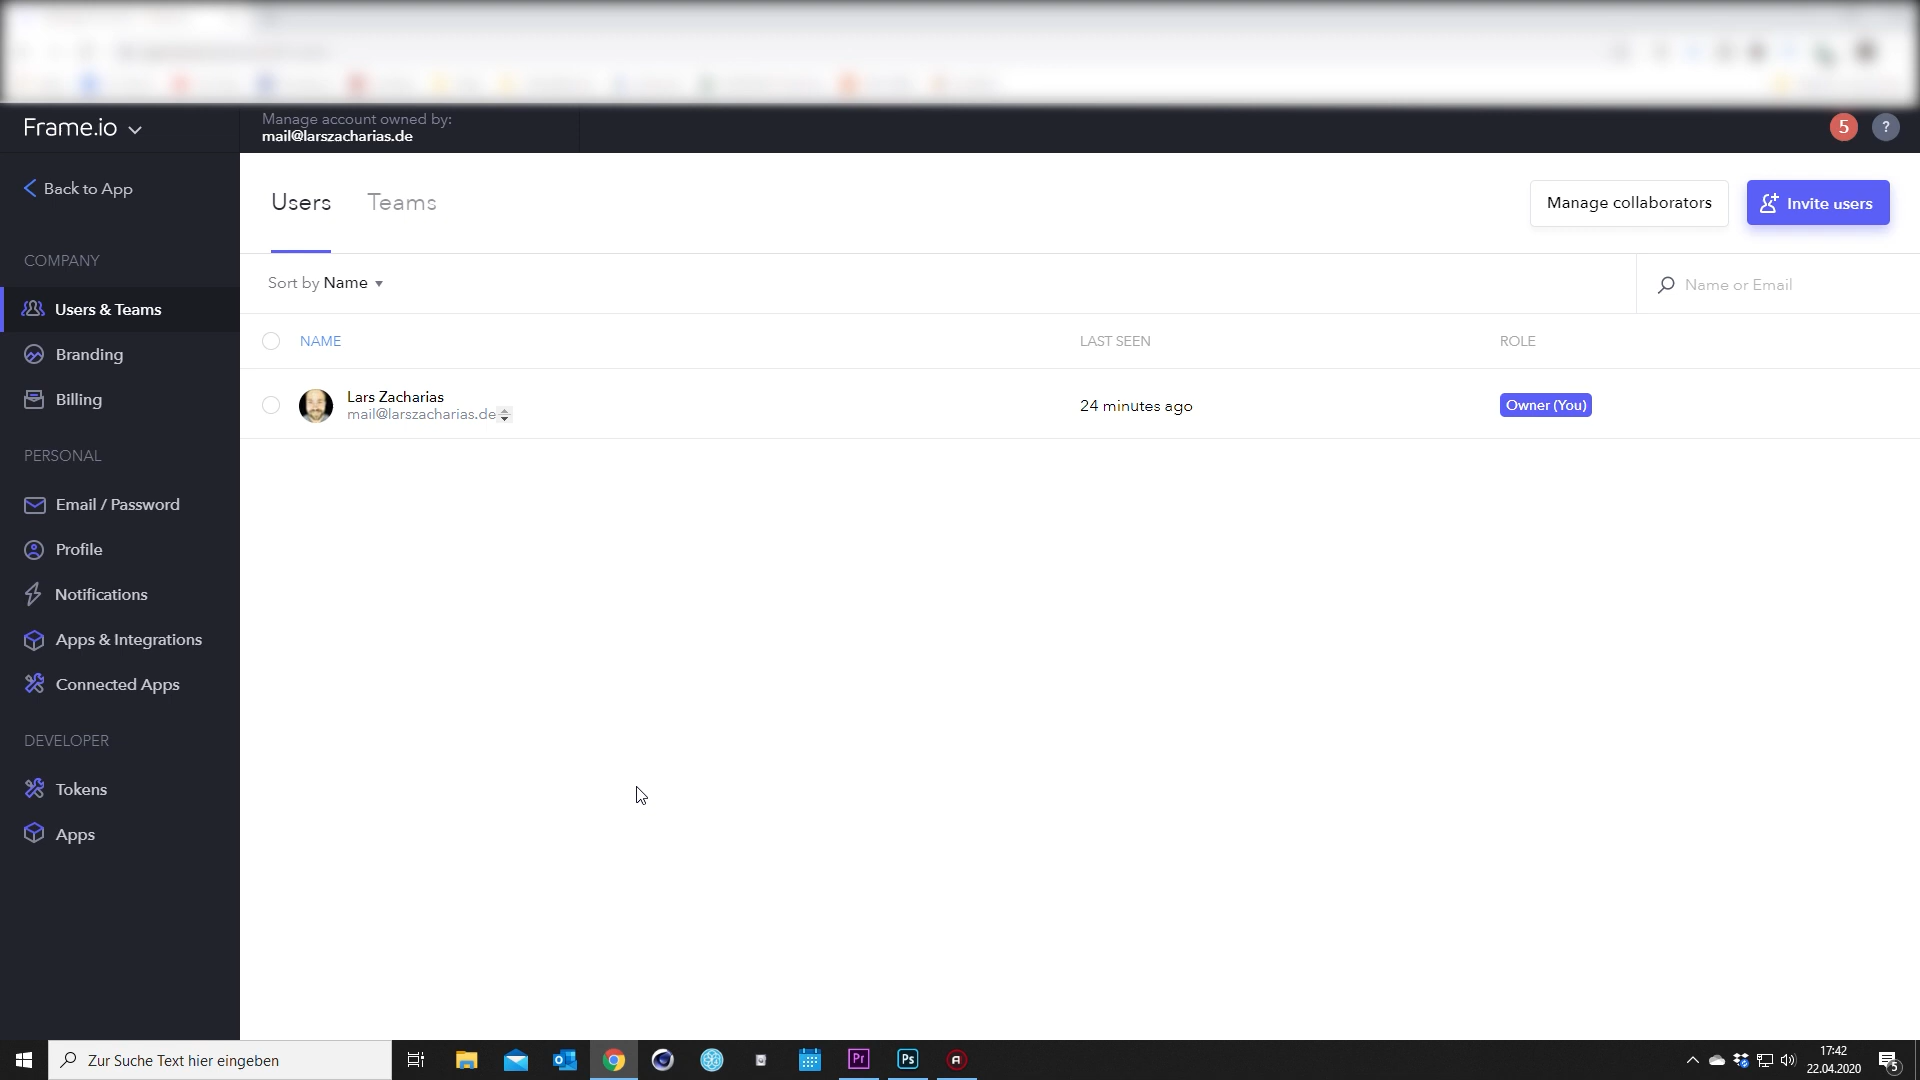 Frame.io
Manage account owned by:
mail@larszacharias.de
5
?
Back to App
Users
Teams
Manage collaborators
Invite users
COMPANY
Sort by Name
Name or Email
Users & Teams
NAME
LAST SEEN
ROLE
Branding
Billing
Lars Zacharias
mail@larszacharias.de
24 minutes ago
Owner (You)
PERSONAL
Email / Password
Profile
Notifications
Apps & Integrations
Connected Apps
DEVELOPER
Tokens
Apps
Zur Suche Text hier eingeben
Pr
Ps
17:42
22.04.2020
5